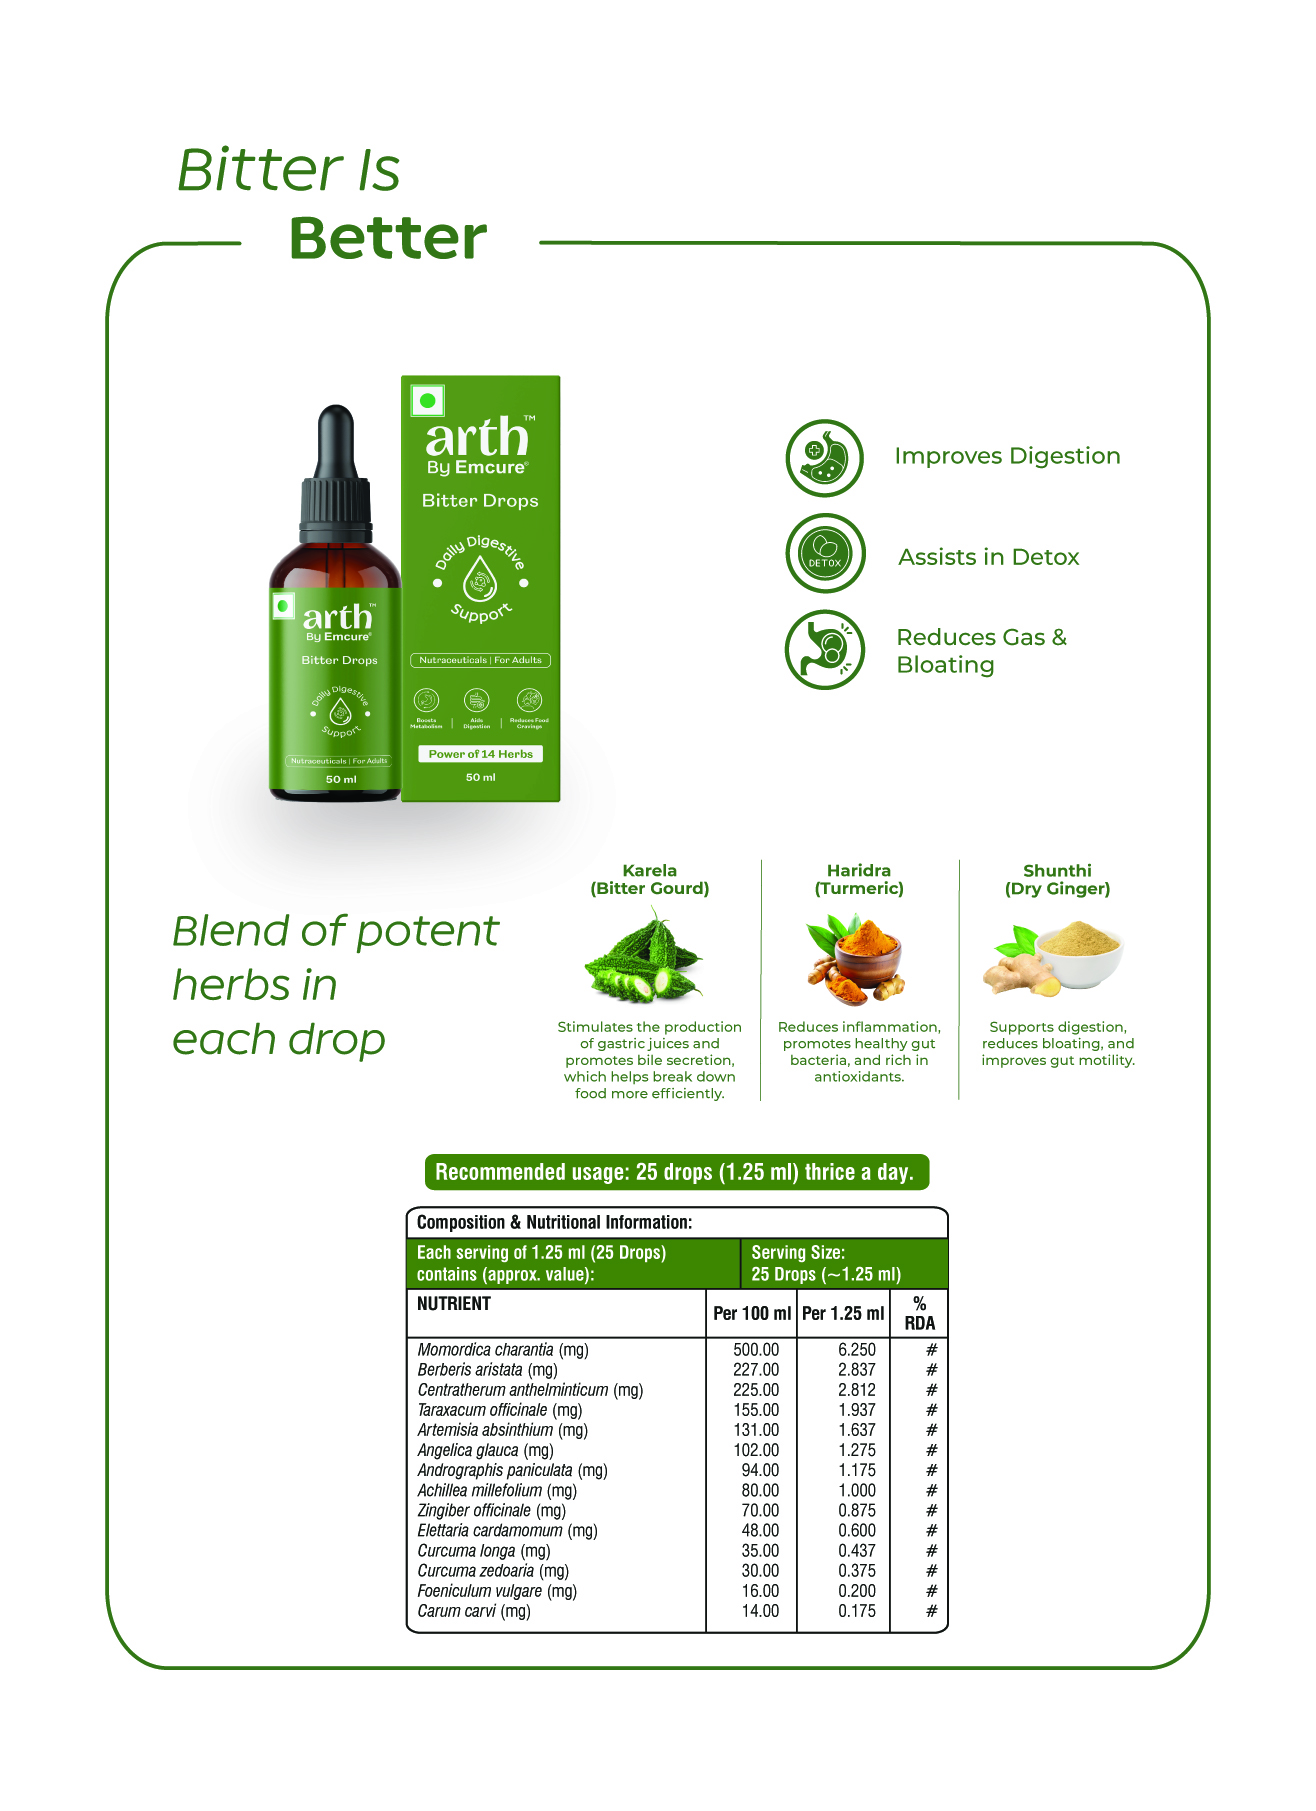 Bitter Is
Better
arth™
By Emcure®
Bitter Drops
Daily Digestive
Support
Nutraceuticals | For Adults
Boosts
Metabolism
Aids
Digestion
Reduces Food
Cravings
Power of 14 Herbs
50 ml
arth™
By Emcure®
Bitter Drops
Daily Digestive
Support
Nutraceuticals | For Adults
50 ml
Improves Digestion
DETOX
Assists in Detox
Reduces Gas &
Bloating
Blend of potent
herbs in
each drop
Karela
(Bitter Gourd)
Stimulates the production
of gastric juices and
promotes bile secretion,
which helps break down
food more efficiently.
Haridra
(Turmeric)
Reduces inflammation,
promotes healthy gut
bacteria, and rich in
antioxidants.
Shunthi
(Dry Ginger)
Supports digestion,
reduces bloating, and
improves gut motility.
Recommended usage: 25 drops (1.25 ml) thrice a day.
Composition & Nutritional Information:
Each serving of 1.25 ml (25 Drops)
contains (approx. value):
Serving Size:
25 Drops (~1.25 ml)
NUTRIENT Per 100 ml Per 1.25 ml %
RDA
Momordica charantia (mg) 500.00 6.250 #
Berberis aristata (mg) 227.00 2.837 #
Centratherum anthelminticum (mg) 225.00 2.812 #
Taraxacum officinale (mg) 155.00 1.937 #
Artemisia absinthium (mg) 131.00 1.637 #
Angelica glauca (mg) 102.00 1.275 #
Andrographis paniculata (mg) 94.00 1.175 #
Achillea millefolium (mg) 80.00 1.000 #
Zingiber officinale (mg) 70.00 0.875 #
Elettaria cardamomum (mg) 48.00 0.600 #
Curcuma longa (mg) 35.00 0.437 #
Curcuma zedoaria (mg) 30.00 0.375 #
Foeniculum vulgare (mg) 16.00 0.200 #
Carum carvi (mg) 14.00 0.175 #